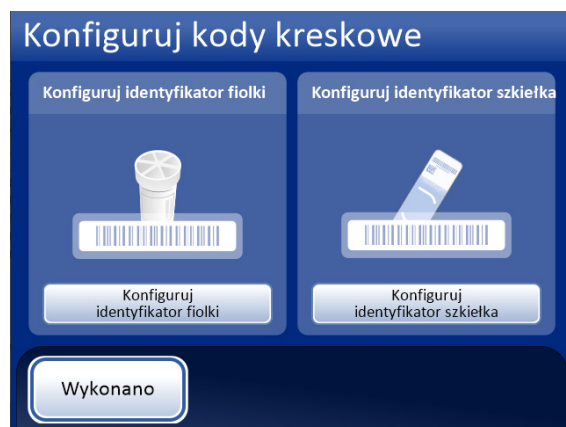 Konfiguruj kody kreskowe
Konfiguruj identyfikator fiolki
Konfiguruj identyfikator szkiełka
Konfiguruj
identyfikator fiolki
Konfiguruj
identyfikator szkiełka
Wykonano